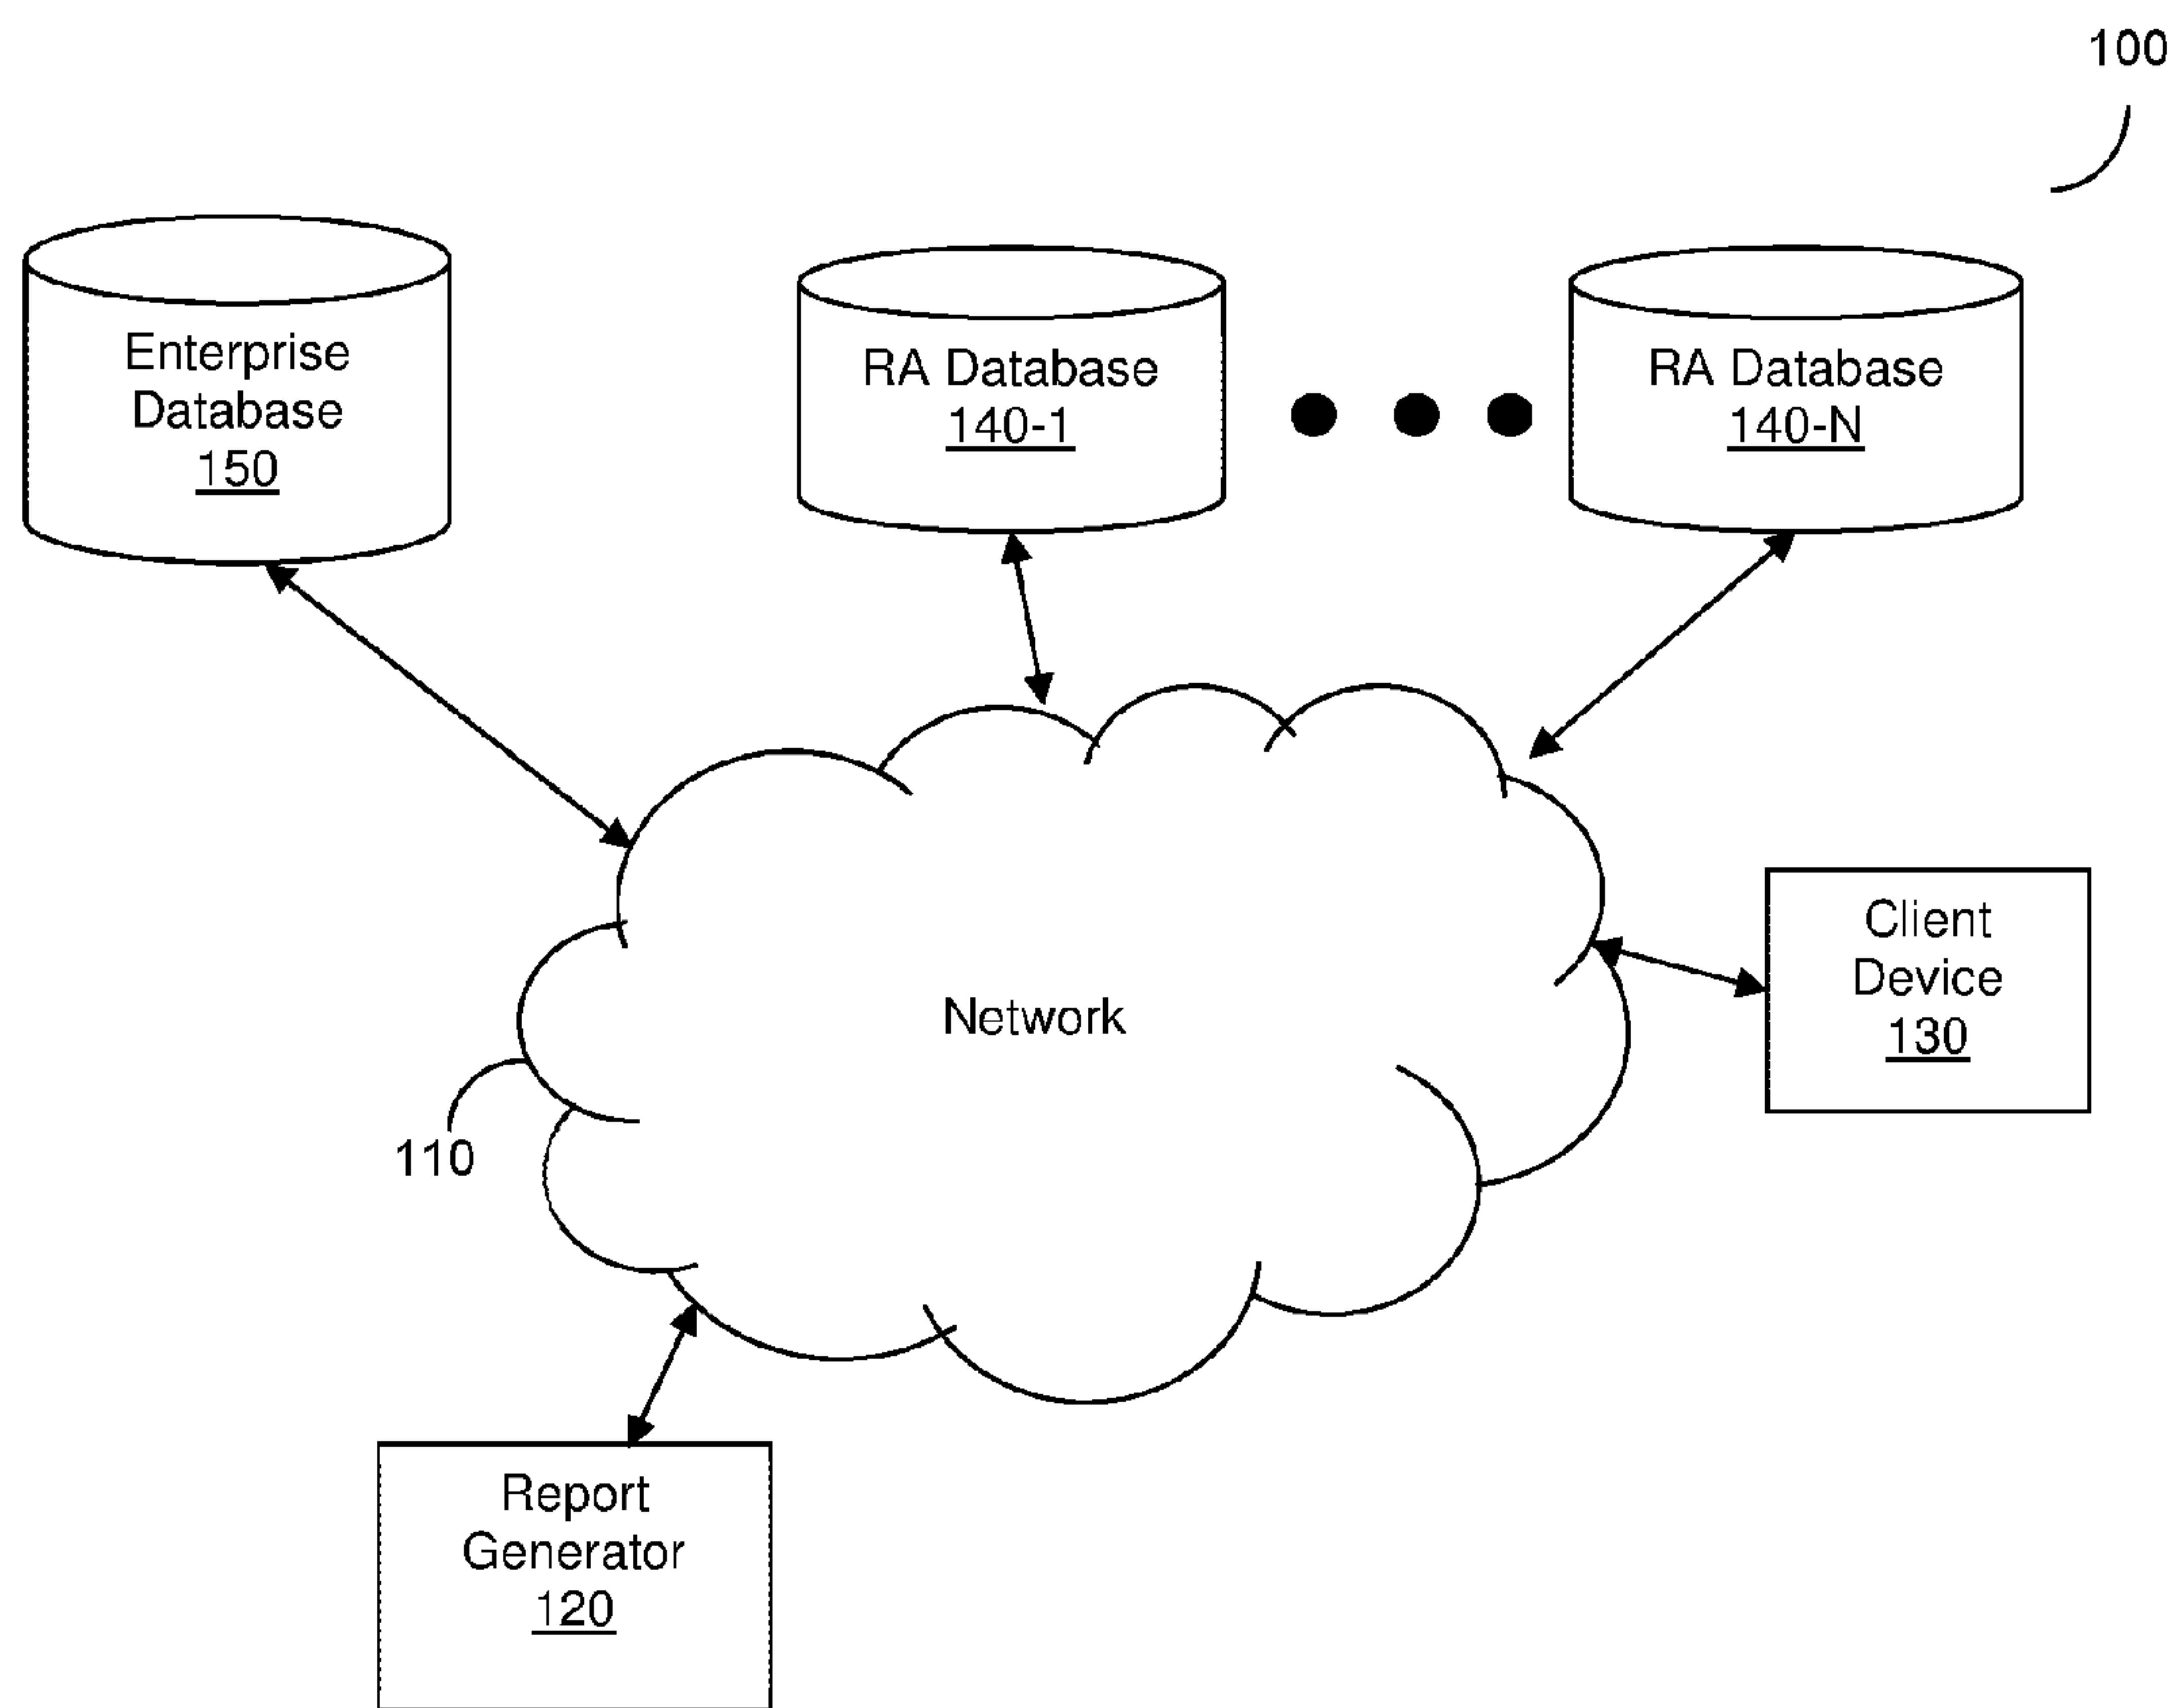 100
Enterprise
Database
150
RA Database
140-1
RA Database
140-N
Client
Device
130
Network
110
Report
Generator
120